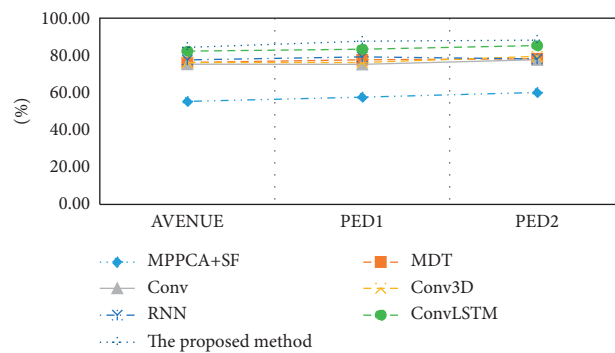 100.00
80.00
60.00
40.00
20.00
0.00
(%)
AVENUE PED1 PED2
MPPCA+SF MDT
Conv Conv3D
RNN ConvLSTM
The proposed method